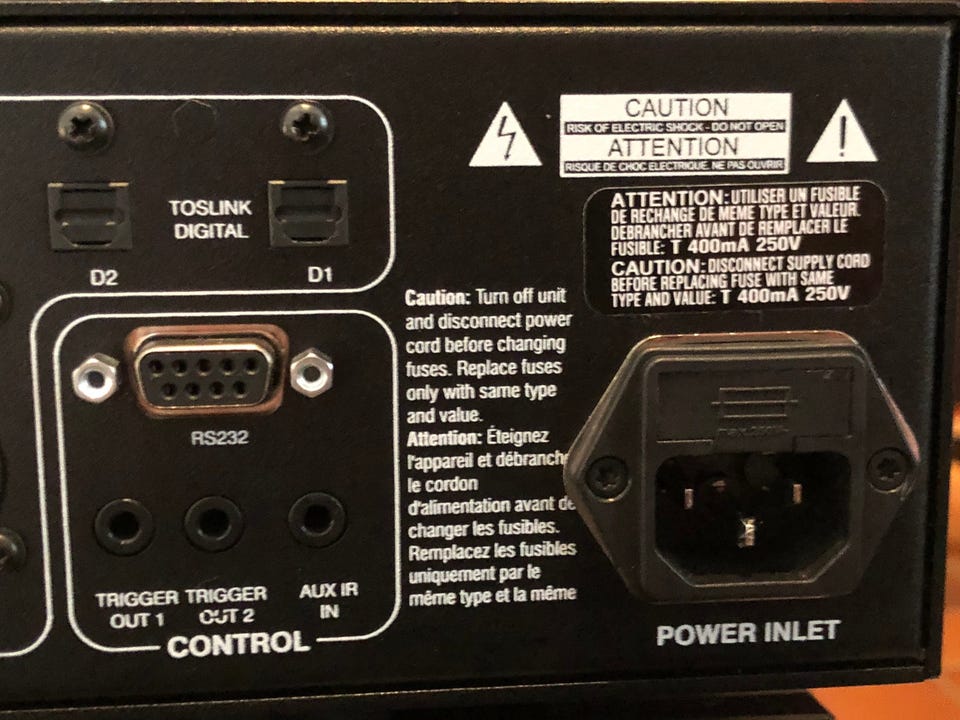 TOSLINK
DIGITAL
D2
D1
CAUTION
RISK OF ELECTRIC SHOCK - DO NOT OPEN
ATTENTION
RISQUE DE CHOC ELECTRIQUE. NE PAS OUVRIR
ATTENTION: UTILISER UN FUSIBLE
DE RECHANGE DE MEME TYPE ET VALEUR.
DEBRANCHER AVANT DE REMPLACER LE
FUSIBLE: T 400mA 250V
CAUTION: DISCONNECT SUPPLY CORD
BEFORE REPLACING FUSE WITH SAME
TYPE AND VALUE: T 400mA 250V
Caution: Turn off unit
and disconnect power
cord before changing
fuses. Replace fuses
only with same type
and value.
Attention: Éteignez
l'appareil et débranche
le cordon
d'alimentation avant de
changer les fusibles.
Remplacez les fusibles
uniquement par le
même type et la même
RS232
TRIGGER
OUT 1
TRIGGER
OUT 2
AUX IR
IN
CONTROL
POWER INLET